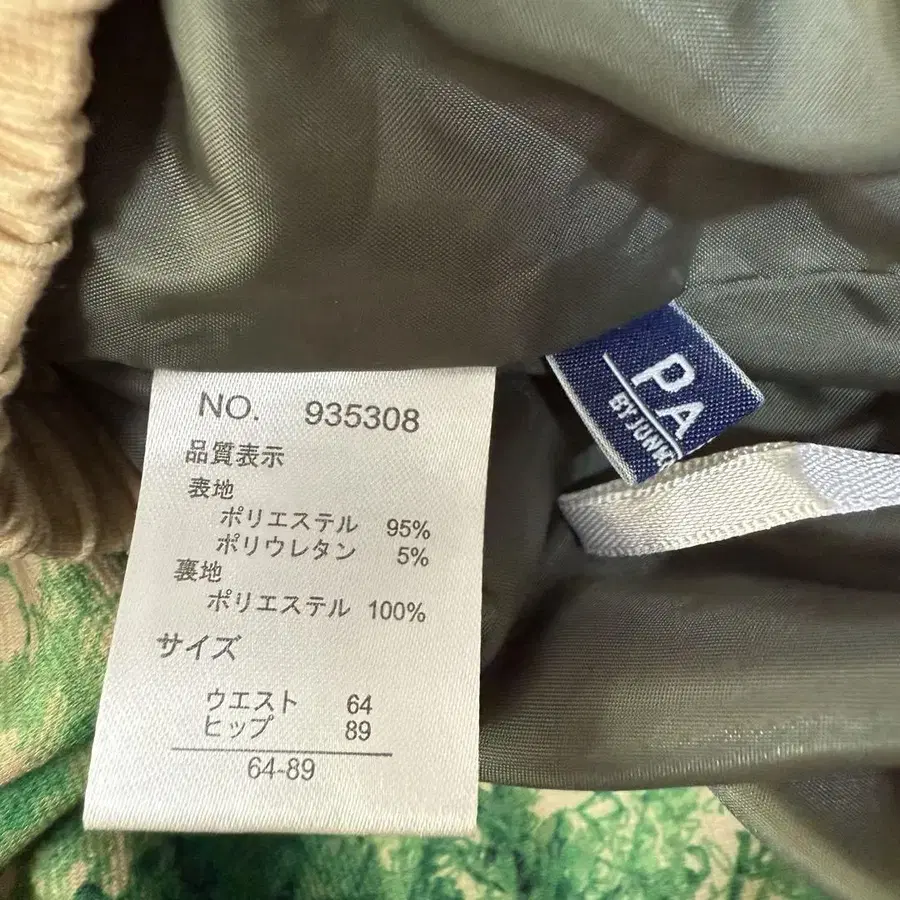 NO. 935308
品質表示
表地
ポリエステル 95%
ポリウレタン 5%
裏地
ポリエステル 100%
サイズ
ウエスト 64
ヒップ 89
64-89
PA
BY JUNK